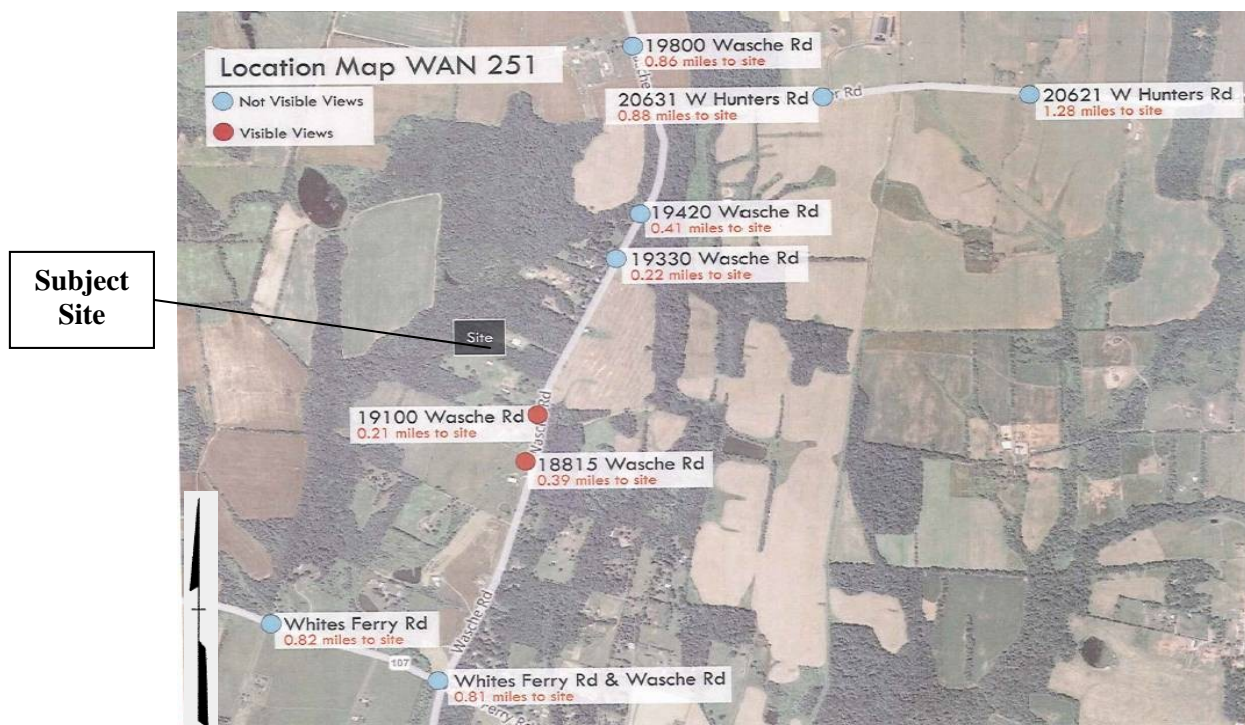 Location Map WAN 251
Not Visible Views
Visible Views
19800 Wasche Rd
0.86 miles to site
20631 W Hunters Rd
0.88 miles to site
r Rd
20621 W Hunters Rd
1.28 miles to site
19420 Wasche Rd
0.41 miles to site
19330 Wasche Rd
0.22 miles to site
Subject
Site
Site
19100 Wasche Rd
0.21 miles to site
Wasche Rd
18815 Wasche Rd
0.39 miles to site
Whites Ferry Rd
0.82 miles to site
Wasche Rd
107
Whites Ferry Rd & Wasche Rd
0.81 miles to site
Ferry Rd